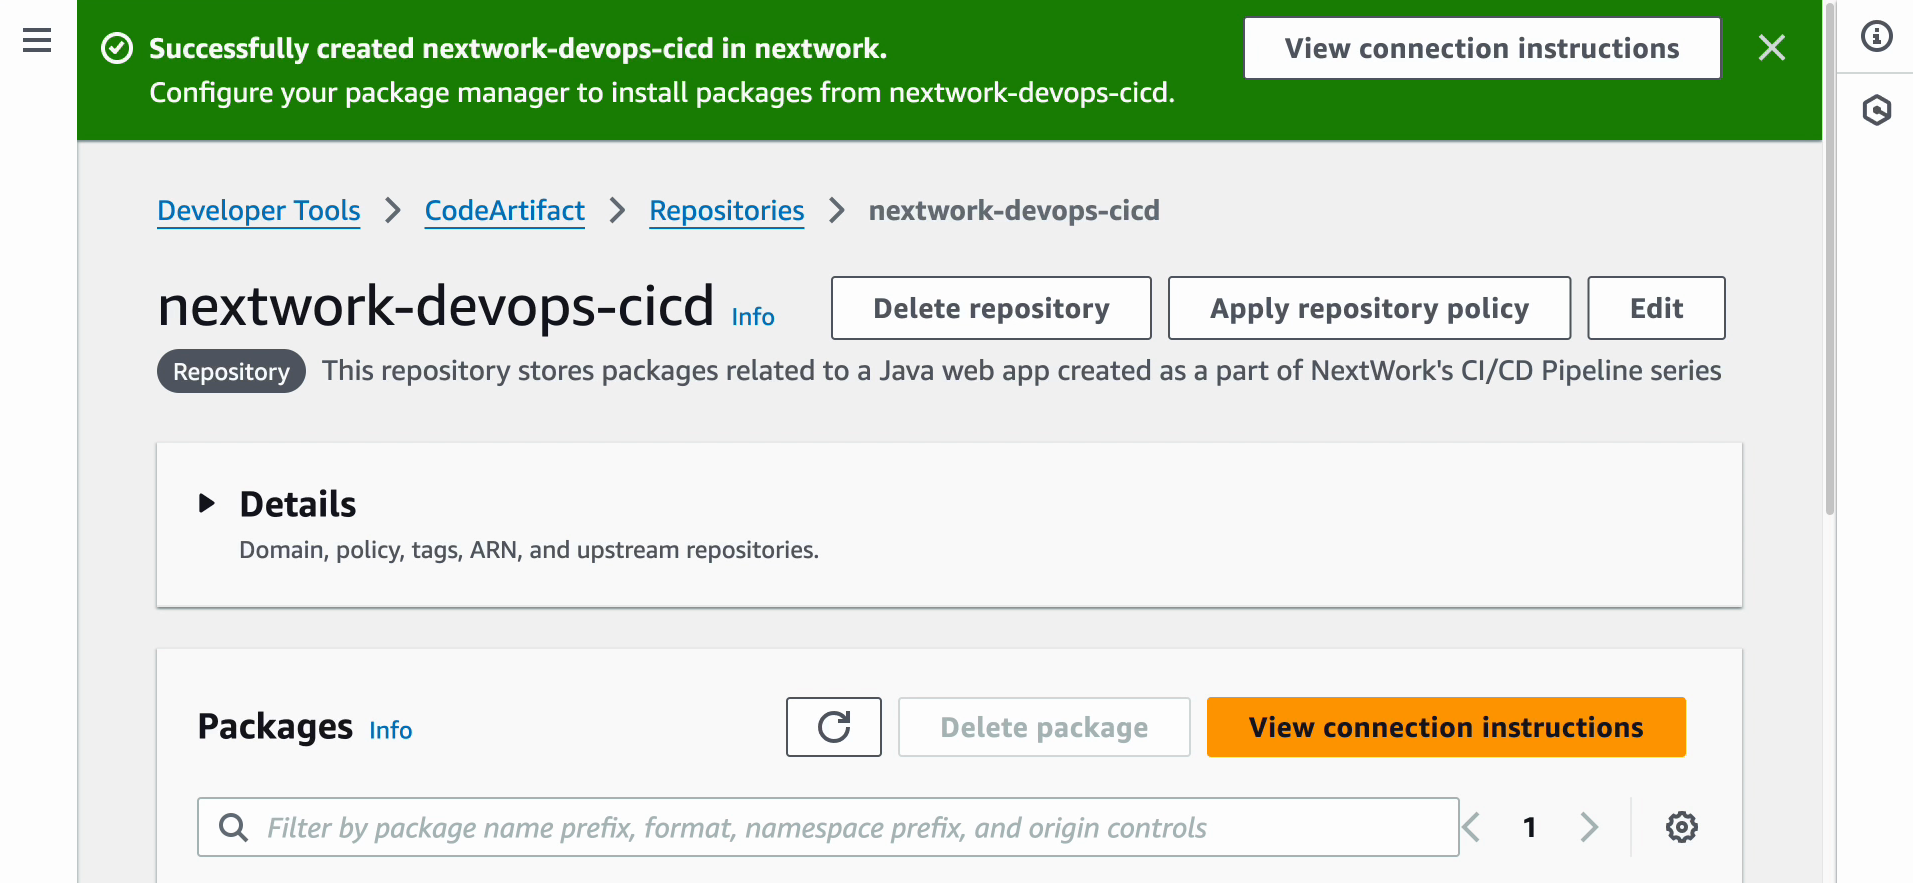 Successfully created nextwork-devops-cicd in nextwork.
Configure your package manager to install packages from nextwork-devops-cicd.
View connection instructions
Developer Tools
CodeArtifact
Repositories
nextwork-devops-cicd
nextwork-devops-cicd Info
Delete repository
Apply repository policy
Edit
Repository
This repository stores packages related to a Java web app created as a part of NextWork's CI/CD Pipeline series
Details
Domain, policy, tags, ARN, and upstream repositories.
Packages Info
Delete package
View connection instructions
Filter by package name prefix, format, namespace prefix, and origin controls
1